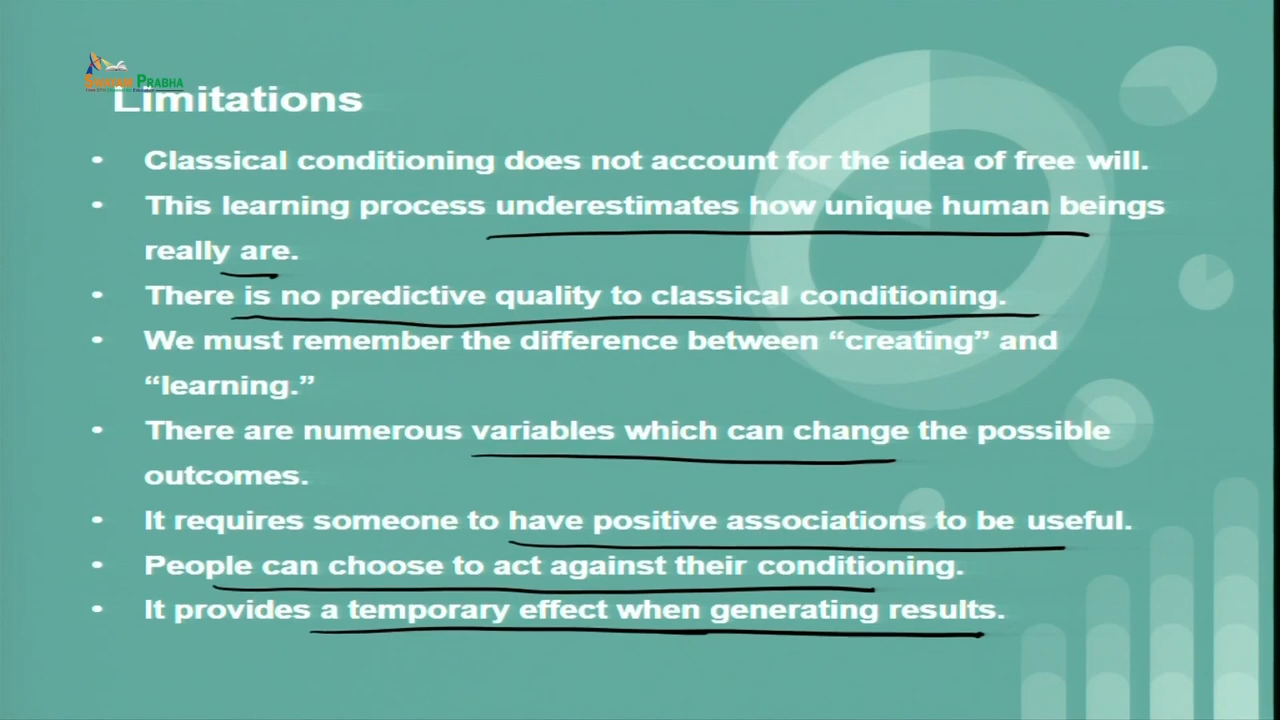 SWAYAM PRABHA
Limitations
• Classical conditioning does not account for the idea of free will.
• This learning process underestimates how unique human beings
really are.
• There is no predictive quality to classical conditioning.
• We must remember the difference between “creating” and
“learning.”
• There are numerous variables which can change the possible
outcomes.
• It requires someone to have positive associations to be useful.
• People can choose to act against their conditioning.
• It provides a temporary effect when generating results.